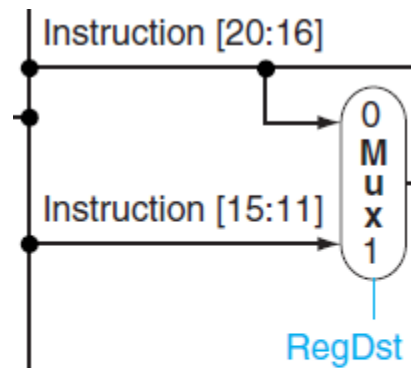 Instruction [20:16]
0
M
u
x
1
Instruction [15:11]
RegDst